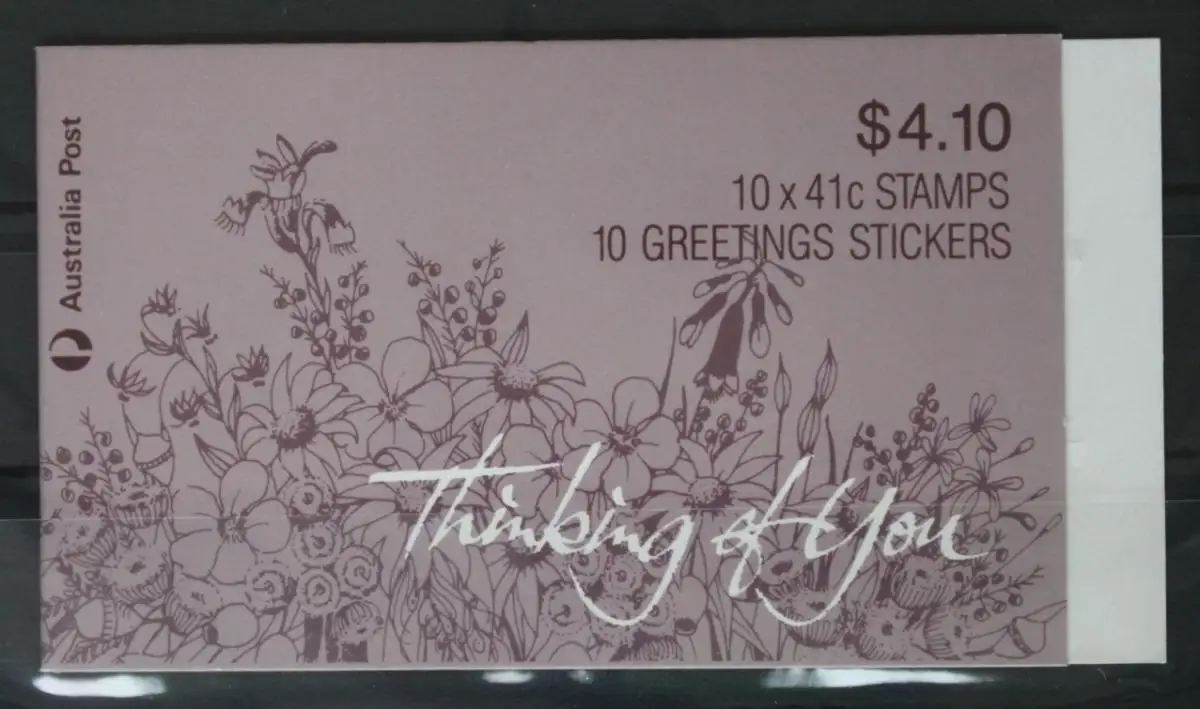 Australia Post
$4.10
10 x 41c STAMPS
10 GREETINGS STICKERS
Thinking of You